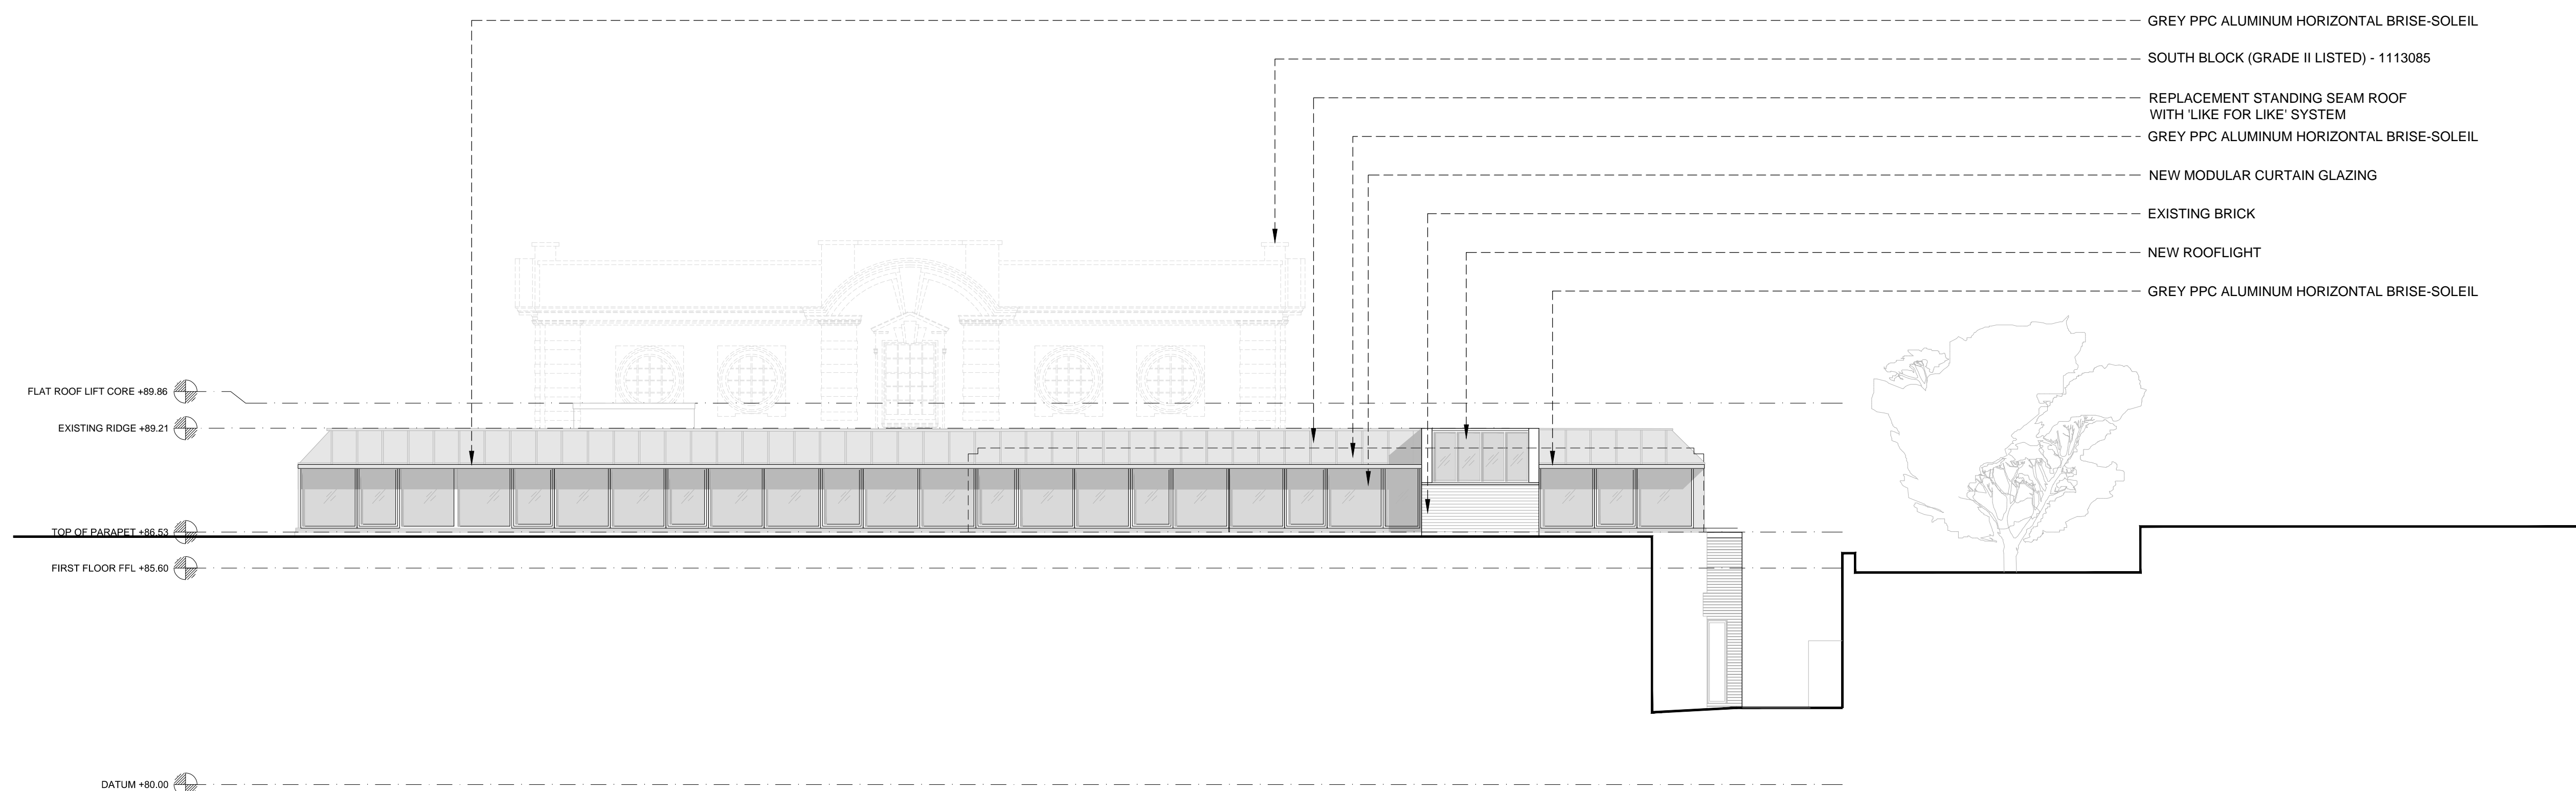 GREY PPC ALUMINUM HORIZONTAL BRISE-SOLEIL
SOUTH BLOCK (GRADE II LISTED) - 1113085
REPLACEMENT STANDING SEAM ROOF
WITH 'LIKE FOR LIKE' SYSTEM
GREY PPC ALUMINUM HORIZONTAL BRISE-SOLEIL
NEW MODULAR CURTAIN GLAZING
EXISTING BRICK
NEW ROOFLIGHT
GREY PPC ALUMINUM HORIZONTAL BRISE-SOLEIL
FLAT ROOF LIFT CORE +89.86
EXISTING RIDGE +89.21
TOP OF PARAPET +86.53
FIRST FLOOR FFL +85.60
DATUM +80.00